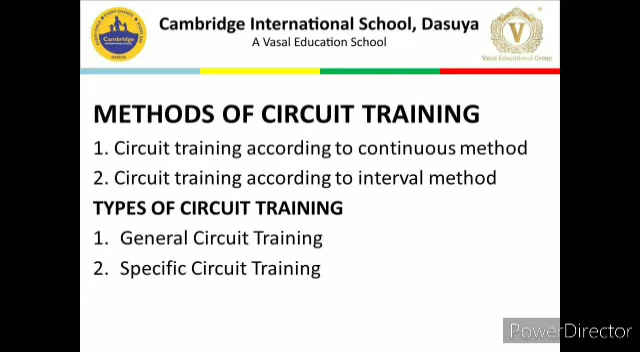 Cambridge International School, Dasuya
A Vasal Education School
Cambridge
Vasal Educational Group
V
METHODS OF CIRCUIT TRAINING
1. Circuit training according to continuous method
2. Circuit training according to interval method
TYPES OF CIRCUIT TRAINING
1. General Circuit Training
2. Specific Circuit Training
PowerDirector